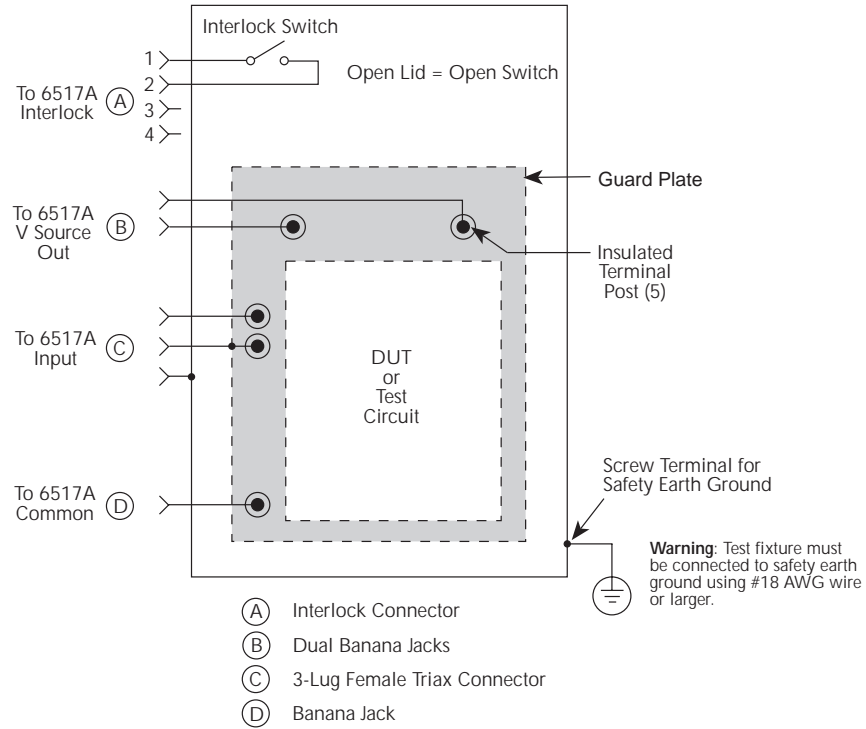 Interlock Switch
Open Lid = Open Switch
1
2
3
4
To 6517A
Interlock
A
Guard Plate
To 6517A
V Source
Out
B
Insulated
Terminal
Post (5)
To 6517A
Input
C
DUT
or
Test
Circuit
To 6517A
Common
D
Screw Terminal for
Safety Earth Ground
Warning: Test fixture must
be connected to safety earth
ground using #18 AWG wire
or larger.
A Interlock Connector
B Dual Banana Jacks
C 3-Lug Female Triax Connector
D Banana Jack